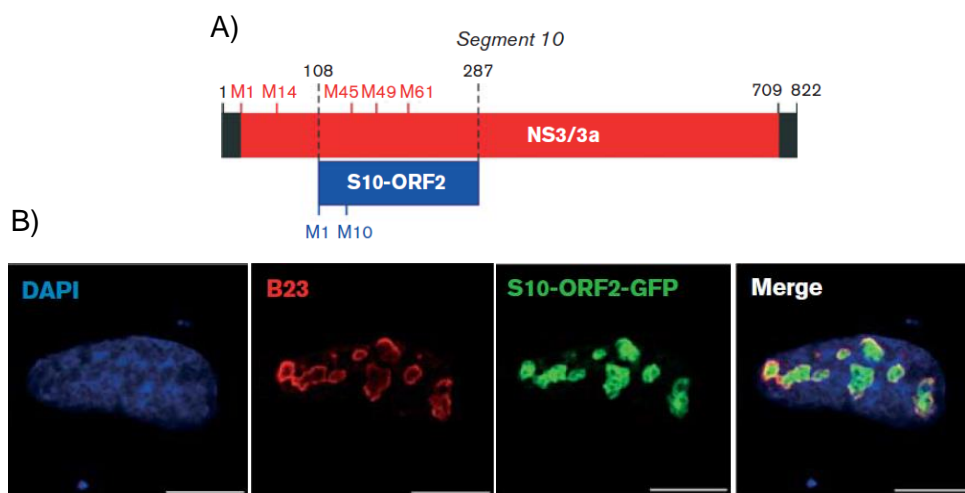 A)
Segment 10
108 287
1 M1 M14 M45 M49 M61 709 822
NS3/3a
S10-ORF2
M1 M10
B)
DAPI B23 S10-ORF2-GFP Merge